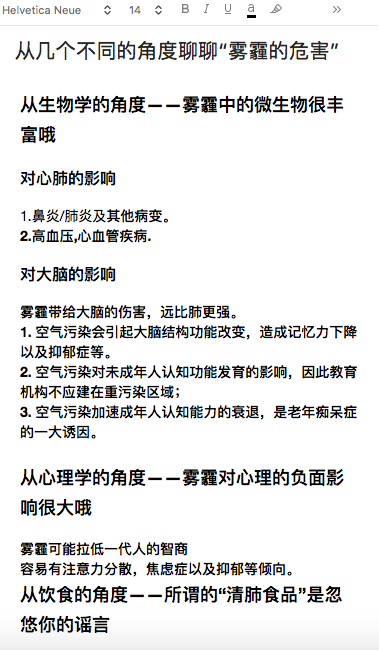 Helvetica Neue 14 B I U a »
从几个不同的角度聊聊“雾霾的危害”
从生物学的角度——雾霾中的微生物很丰
富哦
对心肺的影响
1.鼻炎/肺炎及其他病变。
2.高血压,心血管疾病.
对大脑的影响
雾霾带给大脑的伤害，远比肺更强。
1. 空气污染会引起大脑结构功能改变，造成记忆力下降
以及抑郁症等。
2. 空气污染对未成年人认知功能发育的影响，因此教育
机构不应建在重污染区域；
3. 空气污染加速成年人认知能力的衰退，是老年痴呆症
的一大诱因。
从心理学的角度——雾霾对心理的负面影
响很大哦
雾霾可能拉低一代人的智商
容易有注意力分散，焦虑症以及抑郁等倾向。
从饮食的角度——所谓的“清肺食品”是忽
悠你的谣言